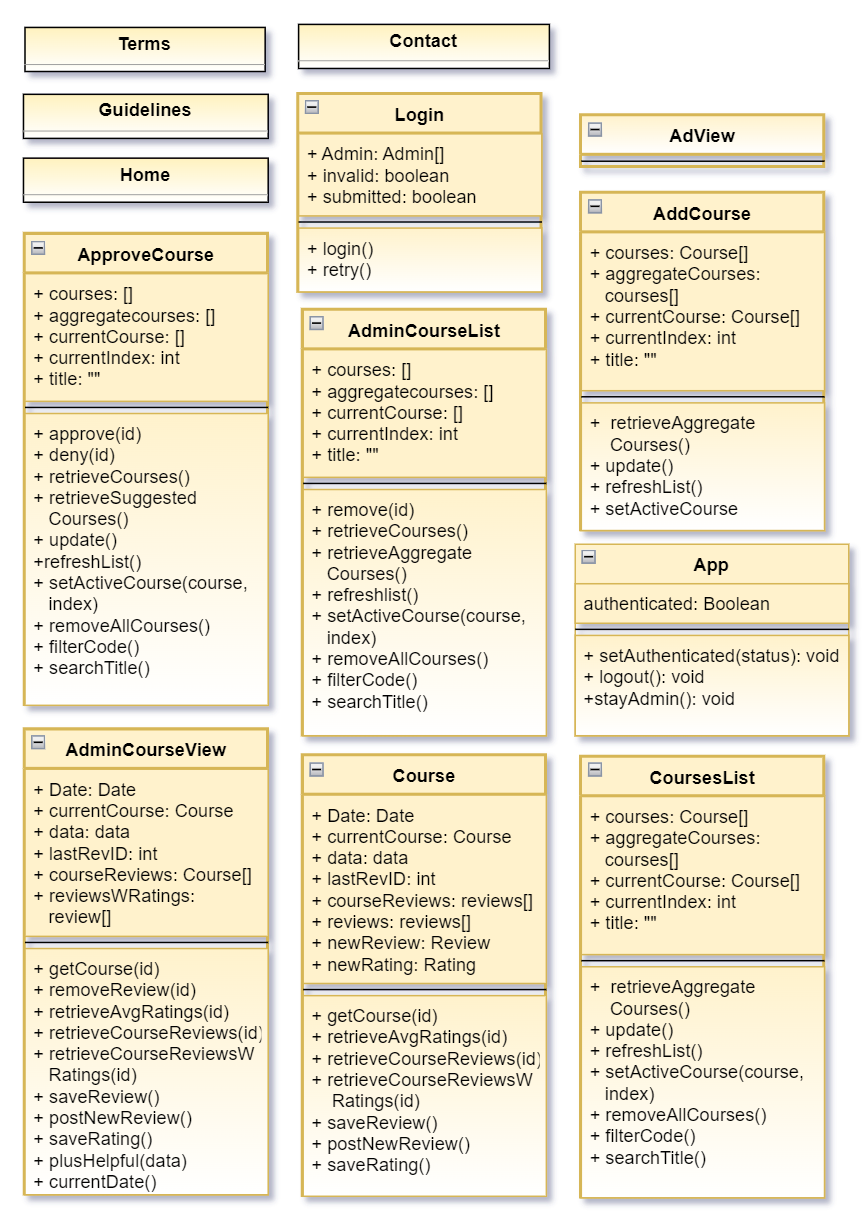 Terms
Guidelines
Home
ApproveCourse
+ courses: []
+ aggregatecourses: []
+ currentCourse: []
+ currentIndex: int
+ title: ""
+ approve(id)
+ deny(id)
+ retrieveCourses()
+ retrieveSuggested
Courses()
+ update()
+refreshList()
+ setActiveCourse(course,
index)
+ removeAllCourses()
+ filterCode()
+ searchTitle()
AdminCourseView
+ Date: Date
+ currentCourse: Course
+ data: data
+ lastRevID: int
+ courseReviews: Course[]
+ reviewsWRatings:
review[]
+ getCourse(id)
+ removeReview(id)
+ retrieveAvgRatings(id)
+ retrieveCourseReviews(id)
+ retrieveCourseReviewsW
Ratings(id)
+ saveReview()
+ postNewReview()
+ saveRating()
+ plusHelpful(data)
+ currentDate()
Contact
Login
+ Admin: Admin[]
+ invalid: boolean
+ submitted: boolean
+ login()
+ retry()
AdminCourseList
+ courses: []
+ aggregatecourses: []
+ currentCourse: []
+ currentIndex: int
+ title: ""
+ remove(id)
+ retrieveCourses()
+ retrieveAggregate
Courses()
+ refreshlist()
+ setActiveCourse(course,
index)
+ removeAllCourses()
+ filterCode()
+ searchTitle()
Course
+ Date: Date
+ currentCourse: Course
+ data: data
+ lastRevID: int
+ courseReviews: reviews[]
+ reviews: reviews[]
+ newReview: Review
+ newRating: Rating
+ getCourse(id)
+ retrieveAvgRatings(id)
+ retrieveCourseReviews(id)
+ retrieveCourseReviewsW
Ratings(id)
+ saveReview()
+ postNewReview()
+ saveRating()
AdView
AddCourse
+ courses: Course[]
+ aggregateCourses:
courses[]
+ currentCourse: Course[]
+ currentIndex: int
+ title: ""
+ retrieveAggregate
Courses()
+ update()
+ refreshList()
+ setActiveCourse
App
authenticated: Boolean
+ setAuthenticated(status): void
+ logout(): void
+stayAdmin(): void
CoursesList
+ courses: Course[]
+ aggregateCourses:
courses[]
+ currentCourse: Course[]
+ currentIndex: int
+ title: ""
+ retrieveAggregate
Courses()
+ update()
+ refreshList()
+ setActiveCourse(course,
index)
+ removeAllCourses()
+ filterCode()
+ searchTitle()